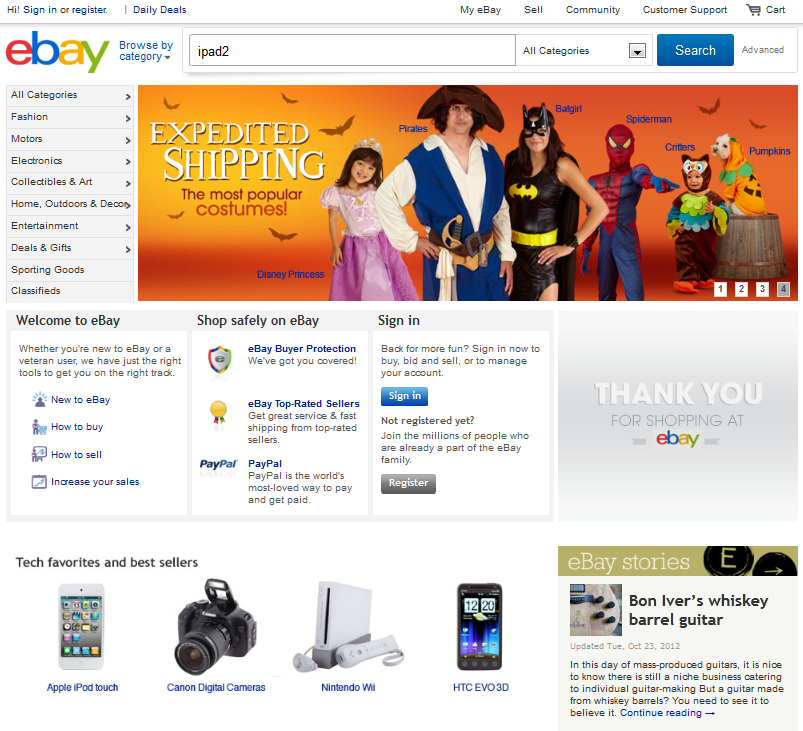 Hi! Sign in or register. | Daily Deals
My eBay Sell Community Customer Support Cart
ebay
Browse by
category
ipad2
All Categories
Search
Advanced
All Categories
Fashion
Motors
Electronics
Collectibles & Art
Home, Outdoors & Decor
Entertainment
Deals & Gifts
Sporting Goods
Classifieds
EXPEDITED
SHIPPING
The most popular
costumes!
Disney Princess
Pirates
Batgirl
Spiderman
Critters
Pumpkins
1 2 3 4
Welcome to eBay
Whether you're new to eBay or a
veteran user, we have just the right
tools to get you on the right track.
New to eBay
How to buy
How to sell
Increase your sales
Shop safely on eBay
eBay Buyer Protection
We've got you covered!
eBay Top-Rated Sellers
Get great service & fast
shipping from top-rated
sellers.
PayPal
PayPal
PayPal is the world's
most-loved way to pay
and get paid.
Sign in
Back for more fun? Sign in now to
buy, bid and sell, or to manage
your account.
Sign in
Not registered yet?
Join the millions of people who
are already a part of the eBay
family.
Register
THANK YOU
FOR SHOPPING AT
ebay
Tech favorites and best sellers
Apple iPod touch
Canon Digital Cameras
Nintendo Wii
HTC EVO 3D
12 20
eBay stories
E
Bon Iver's whiskey
barrel guitar
Updated Tue, Oct 23, 2012
In this day of mass-produced guitars, it is nice
to know there is still a niche business catering
to individual guitar-making But a guitar made
from whiskey barrels? You need to see it to
believe it. Continue reading →